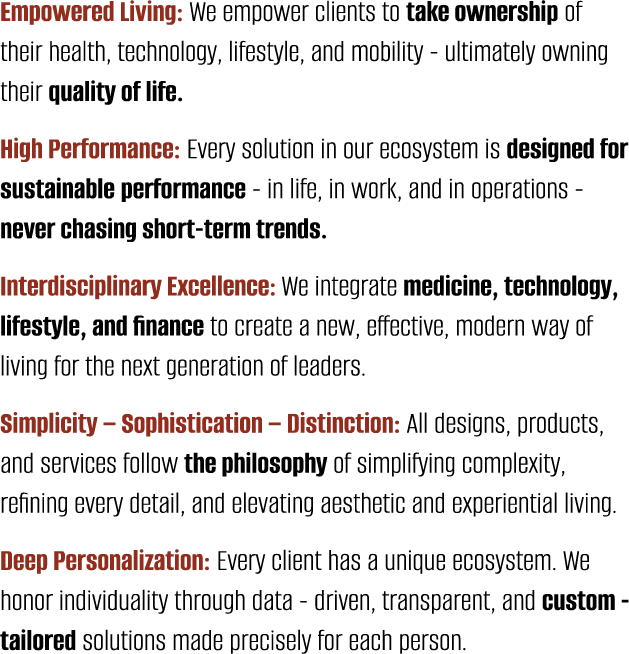 Empowered Living: We empower clients to take ownership of
their health, technology, lifestyle, and mobility - ultimately owning
their quality of life.
High Performance: Every solution in our ecosystem is designed for
sustainable performance - in life, in work, and in operations -
never chasing short-term trends.
Interdisciplinary Excellence: We integrate medicine, technology,
lifestyle, and finance to create a new, effective, modern way of
living for the next generation of leaders.
Simplicity – Sophistication – Distinction: All designs, products,
and services follow the philosophy of simplifying complexity,
refining every detail, and elevating aesthetic and experiential living.
Deep Personalization: Every client has a unique ecosystem. We
honor individuality through data - driven, transparent, and custom -
tailored solutions made precisely for each person.